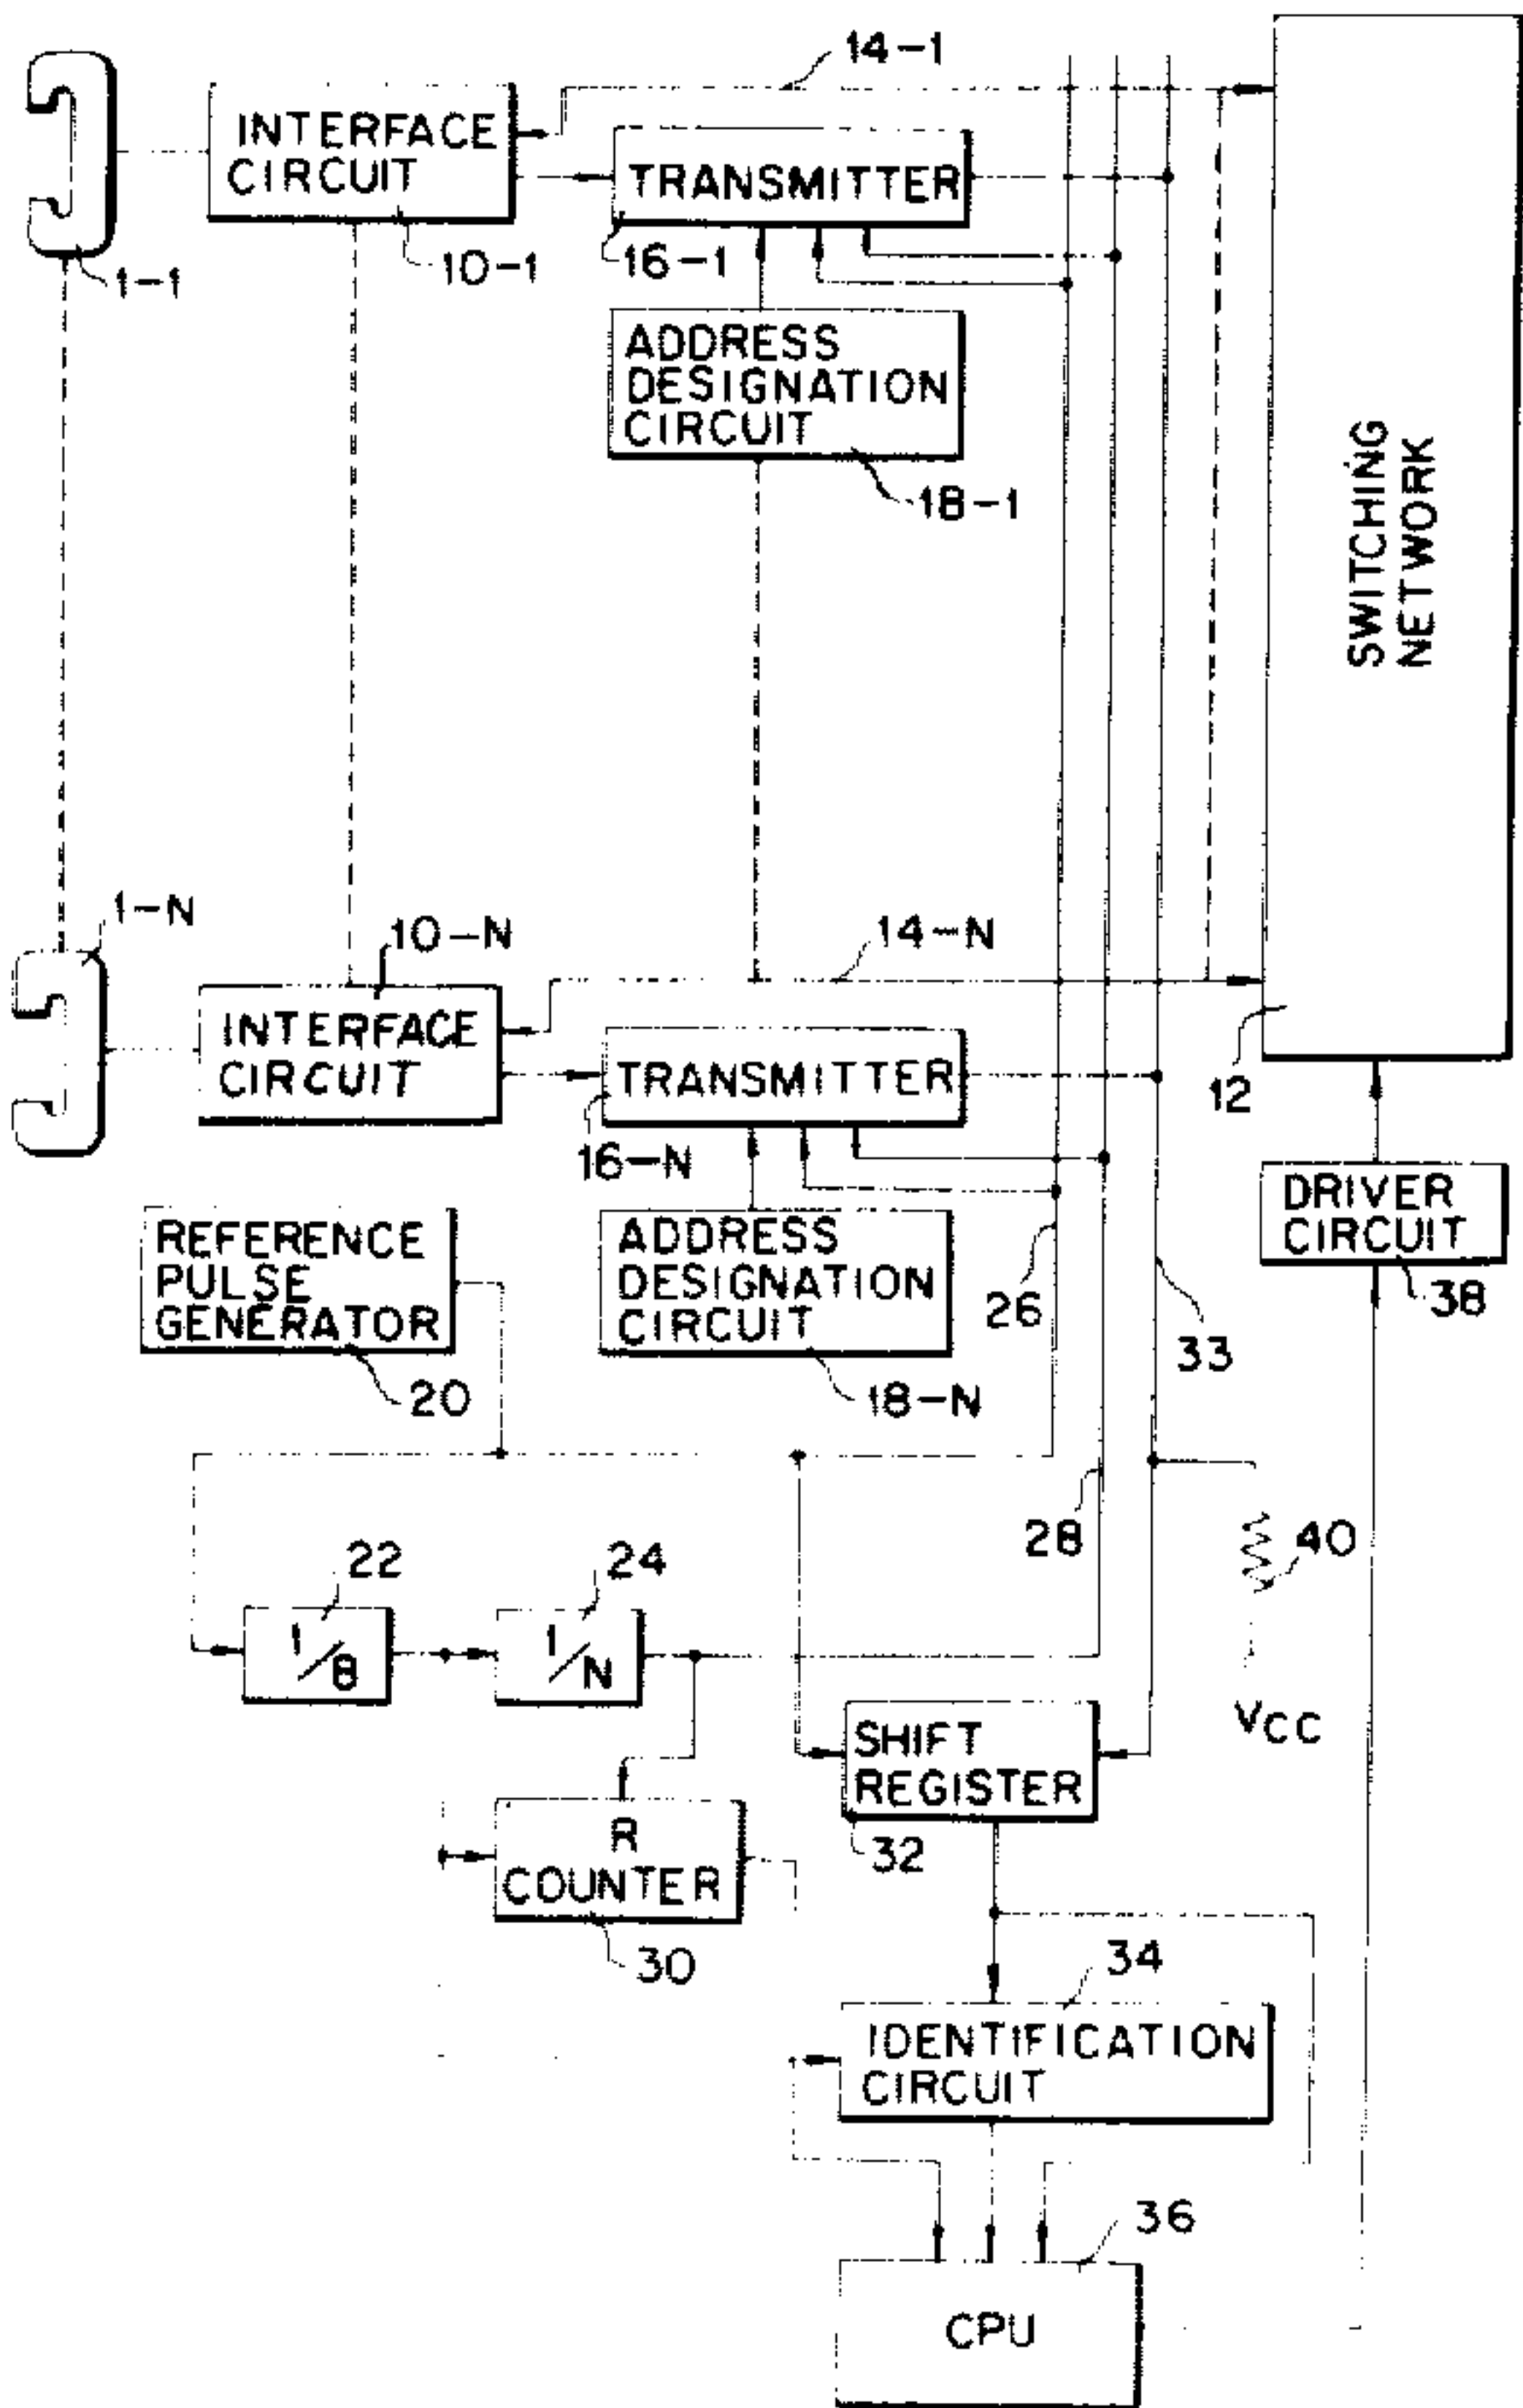 14-1
INTERFACE
CIRCUIT
TRANSMITTER
1-1
10-1
16-1
ADDRESS
DESIGNATION
CIRCUIT
18-1
SWITCHING
NETWORK
1-N
10-N
14-N
INTERFACE
CIRCUIT
TRANSMITTER
12
16-N
DRIVER
CIRCUIT
38
REFERENCE
PULSE
GENERATOR
20
ADDRESS
DESIGNATION
CIRCUIT
18-N
26
33
28
40
22
24
1/8
1/N
VCC
SHIFT
REGISTER
32
R
COUNTER
30
34
IDENTIFICATION
CIRCUIT
36
CPU